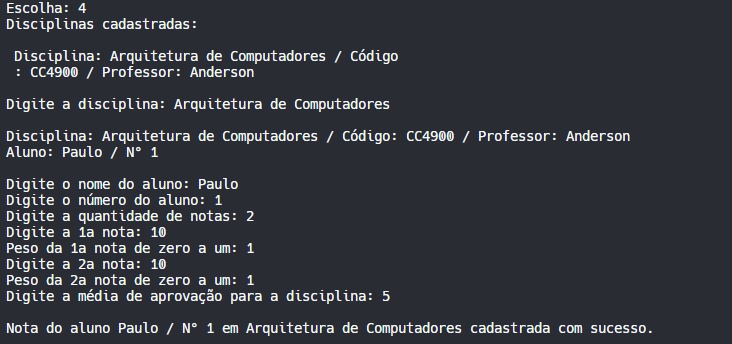 Escolha: 4
Disciplinas cadastradas:
Disciplina: Arquitetura de Computadores / Código
: CC4900 / Professor: Anderson
Digite a disciplina: Arquitetura de Computadores
Disciplina: Arquitetura de Computadores / Código: CC4900 / Professor: Anderson
Aluno: Paulo / N° 1
Digite o nome do aluno: Paulo
Digite o número do aluno: 1
Digite a quantidade de notas: 2
Digite a 1a nota: 10
Peso da 1a nota de zero a um: 1
Digite a 2a nota: 10
Peso da 2a nota de zero a um: 1
Digite a média de aprovação para a disciplina: 5
Nota do aluno Paulo / N° 1 em Arquitetura de Computadores cadastrada com sucesso.